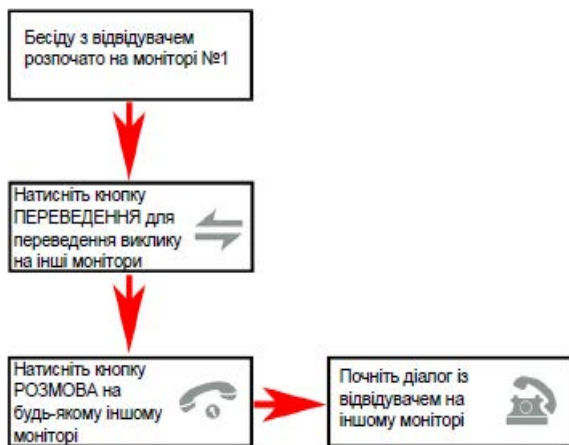 Бесіду з відвідувачем
розпочато на моніторі №1
Натисніть кнопку
ПЕРЕВЕДЕННЯ для
переведення виклику
на інші монітори
Натисніть кнопку
РОЗМОВА на
будь-якому іншому
моніторі
Почніть діалог із
відвідувачем на
іншому моніторі